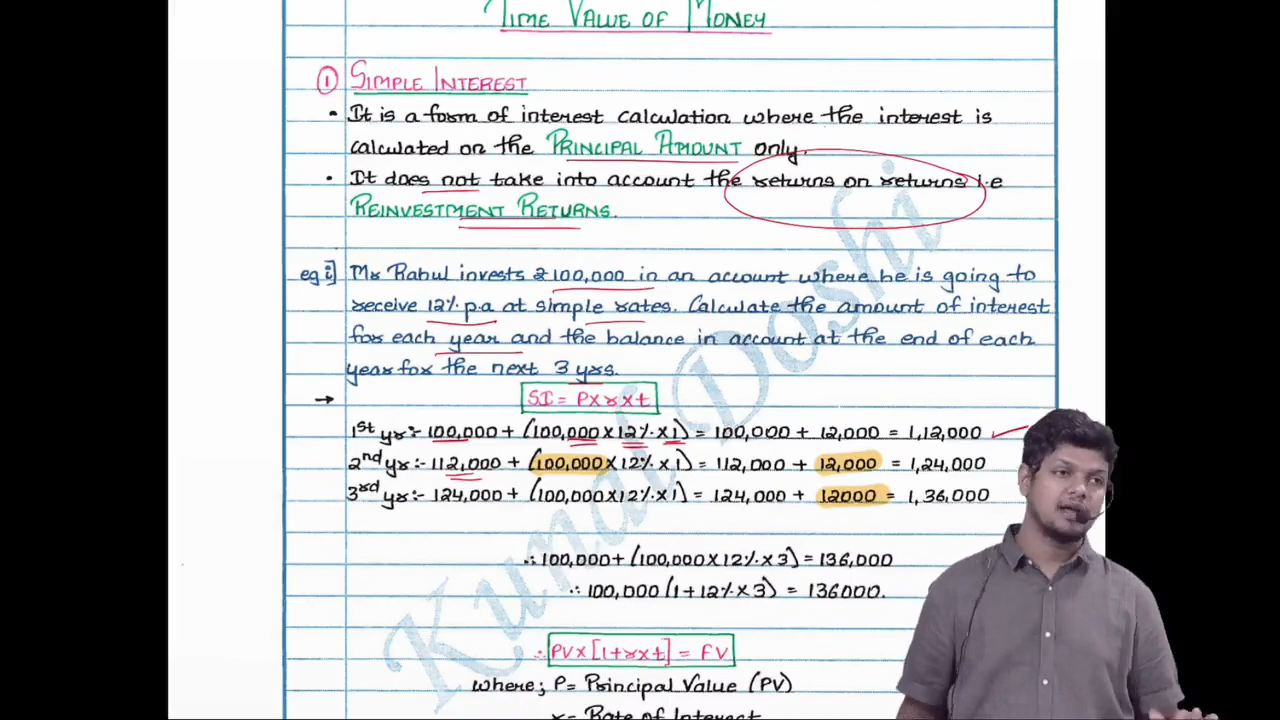 TIME VALUE OF MONEY
① SIMPLE INTEREST
• It is a form of interest calculation where the interest is
calculated on the PRINCIPAL AMOUNT only.
• It does not take into account the returns on returns i.e
REINVESTMENT RETURNS.
eg i] Mr Rahul invests ₹100,000 in an account where he is going to
receive 12% p.a at simple rates. Calculate the amount of interest
for each year and the balance in account at the end of each
year for the next 3 yrs.
→ SI = P×r×t
1st yr:- 100,000 + (100,000×12%×1) = 100,000 + 12,000 = 1,12,000
2nd yr:- 112,000 + (100,000×12%×1) = 112,000 + 12,000 = 1,24,000
3rd yr:- 124,000 + (100,000×12%×1) = 124,000 + 12000 = 1,36,000
∴ 100,000+(100,000×12%×3) = 136,000
∴ 100,000 (1+12%×3) = 136000.
∴ PV×[1+r×t] = FV
where; P= Principal Value (PV)
r= Rate of Interest
Kunal Doshi